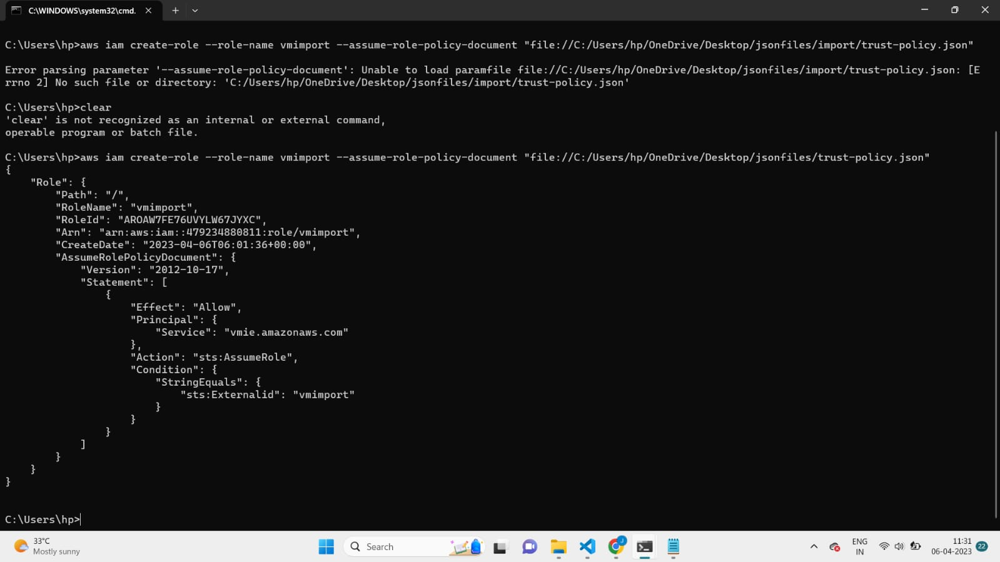 C:\WINDOWS\system32\cmd.
C:\Users\hp>aws iam create-role --role-name vmimport --assume-role-policy-document "file://C:/Users/hp/OneDrive/Desktop/jsonfiles/import/trust-policy.json"
Error parsing parameter '--assume-role-policy-document': Unable to load paramfile file://C:/Users/hp/OneDrive/Desktop/jsonfiles/import/trust-policy.json: [E
rrno 2] No such file or directory: 'C:/Users/hp/OneDrive/Desktop/jsonfiles/import/trust-policy.json'
C:\Users\hp>clear
'clear' is not recognized as an internal or external command,
operable program or batch file.
C:\Users\hp>aws iam create-role --role-name vmimport --assume-role-policy-document "file://C:/Users/hp/OneDrive/Desktop/jsonfiles/trust-policy.json"
{
    "Role": {
        "Path": "/",
        "RoleName": "vmimport",
        "RoleId": "AROAW7FE76UVYLW67JYXC",
        "Arn": "arn:aws:iam::479234880811:role/vmimport",
        "CreateDate": "2023-04-06T06:01:36+00:00",
        "AssumeRolePolicyDocument": {
            "Version": "2012-10-17",
            "Statement": [
                {
                    "Effect": "Allow",
                    "Principal": {
                        "Service": "vmie.amazonaws.com"
                    },
                    "Action": "sts:AssumeRole",
                    "Condition": {
                        "StringEquals": {
                            "sts:Externalid": "vmimport"
                        }
                    }
                }
            ]
        }
    }
}
C:\Users\hp>
33°C
Mostly sunny
Search
J
ENG
IN
11:31
06-04-2023
22